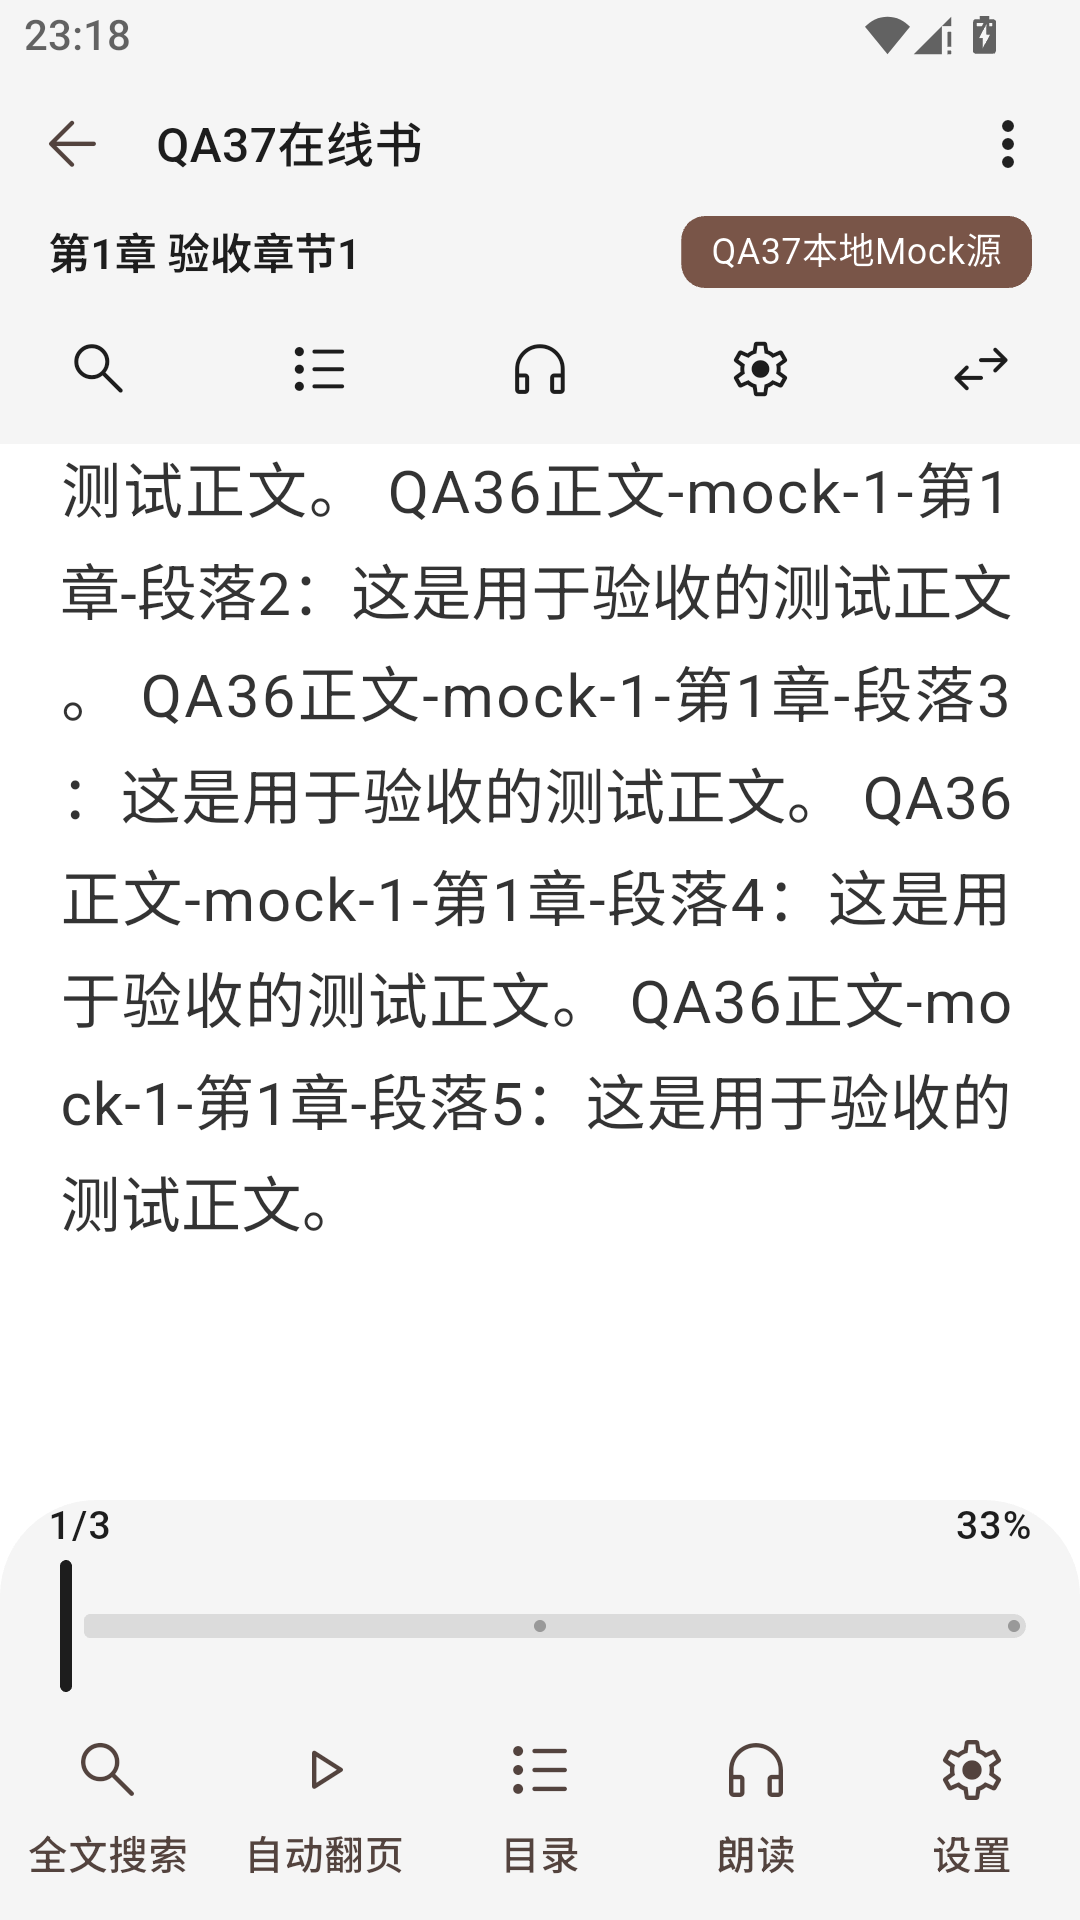 23:18
QA37在线书
第1章 验收章节1
QA37本地Mock源
测试正文。 QA36正文-mock-1-第1
章-段落2：这是用于验收的测试正文
。 QA36正文-mock-1-第1章-段落3
：这是用于验收的测试正文。 QA36
正文-mock-1-第1章-段落4：这是用
于验收的测试正文。 QA36正文-mo
ck-1-第1章-段落5：这是用于验收的
测试正文。
1/3
33%
全文搜索
自动翻页
目录
朗读
设置